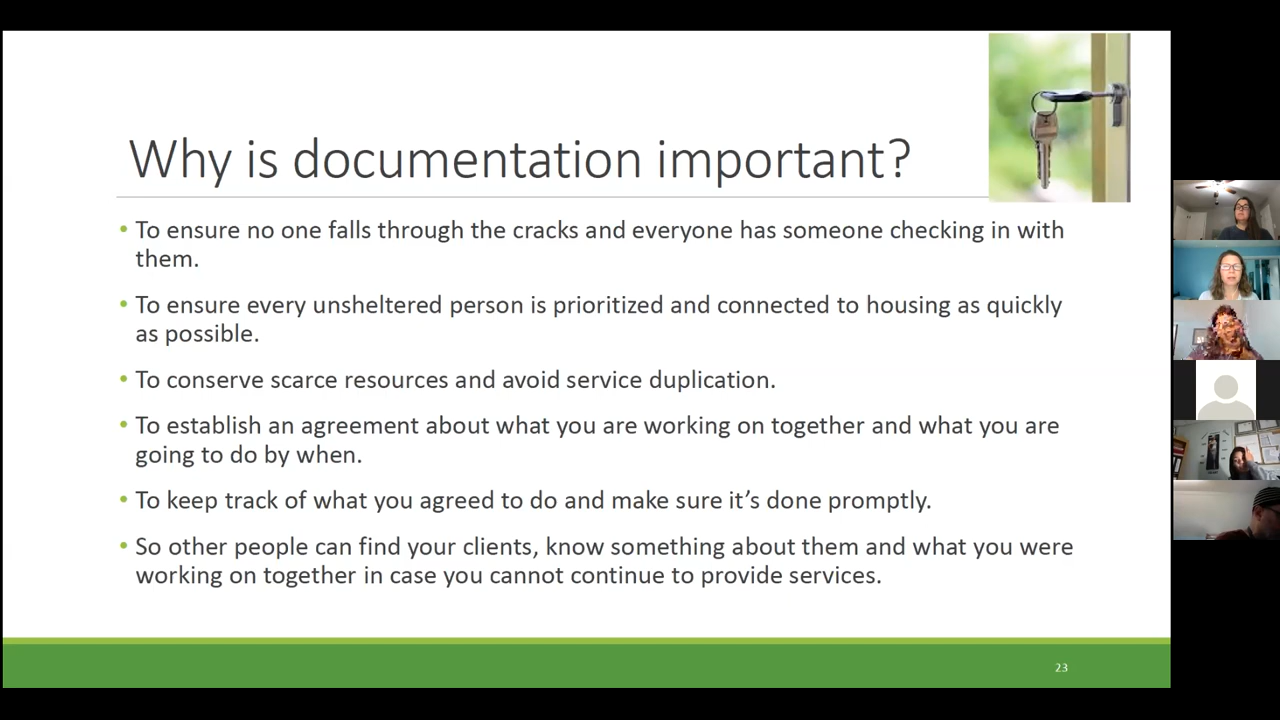 Why is documentation important?
• To ensure no one falls through the cracks and everyone has someone checking in with
them.
• To ensure every unsheltered person is prioritized and connected to housing as quickly
as possible.
• To conserve scarce resources and avoid service duplication.
• To establish an agreement about what you are working on together and what you are
going to do by when.
• To keep track of what you agreed to do and make sure it’s done promptly.
• So other people can find your clients, know something about them and what you were
working on together in case you cannot continue to provide services.
23